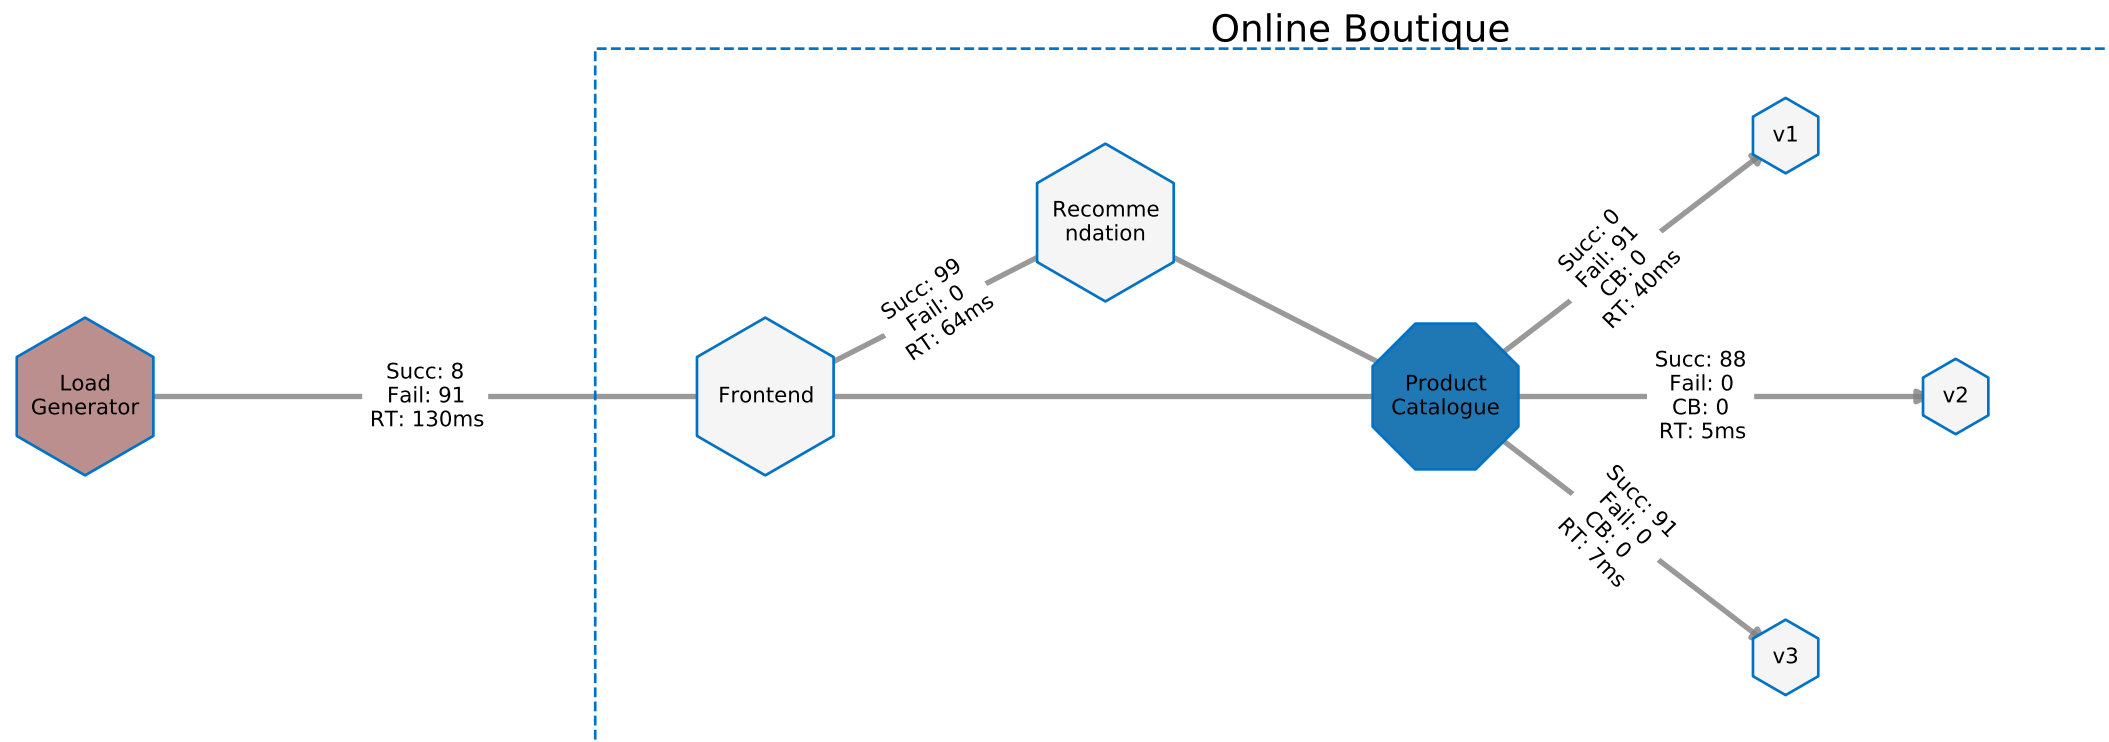 Online Boutique
Load
Generator
Succ: 8
Fail: 91
RT: 130ms
Frontend
Succ: 99
Fail: 0
RT: 64ms
Recomme
ndation
Product
Catalogue
Succ: 0
Fail: 91
CB: 0
RT: 40ms
v1
Succ: 88
Fail: 0
CB: 0
RT: 5ms
v2
Succ: 91
Fail: 0
CB: 0
RT: 7ms
v3